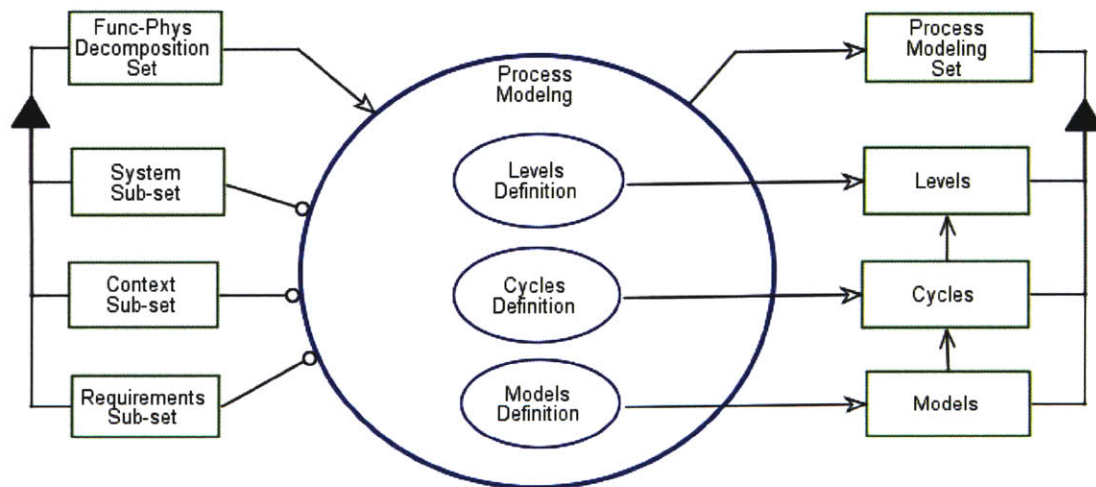 Func-Phys
Decomposition
Set
System
Sub-set
Context
Sub-set
Requirements
Sub-set
Process
Modelng
Levels
Definition
Cycles
Definition
Models
Definition
Process
Modeling
Set
Levels
Cycles
Models